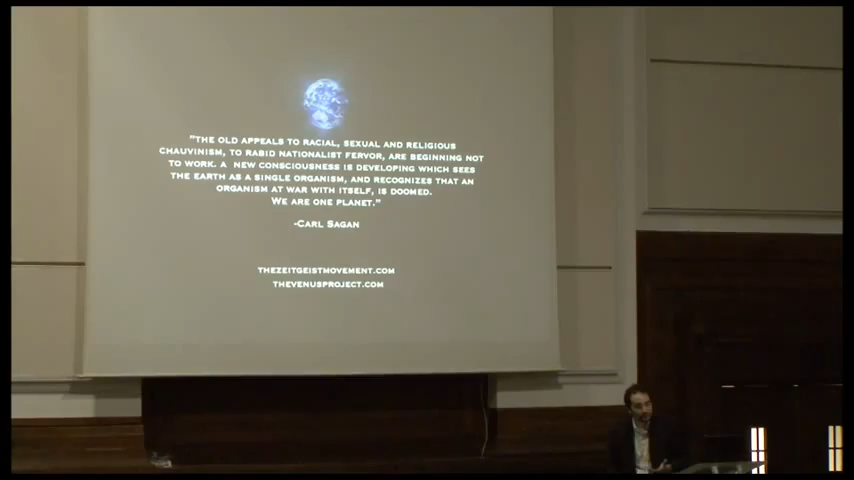 "THE OLD APPEALS TO RACIAL, SEXUAL AND RELIGIOUS
CHAUVINISM, TO RABID NATIONALIST FERVOR, ARE BEGINNING NOT
TO WORK. A NEW CONSCIOUSNESS IS DEVELOPING WHICH SEES
THE EARTH AS A SINGLE ORGANISM, AND RECOGNIZES THAT AN
ORGANISM AT WAR WITH ITSELF, IS DOOMED.
WE ARE ONE PLANET."
-CARL SAGAN
THEZEITGEISTMOVEMENT.COM
THEVENUSPROJECT.COM